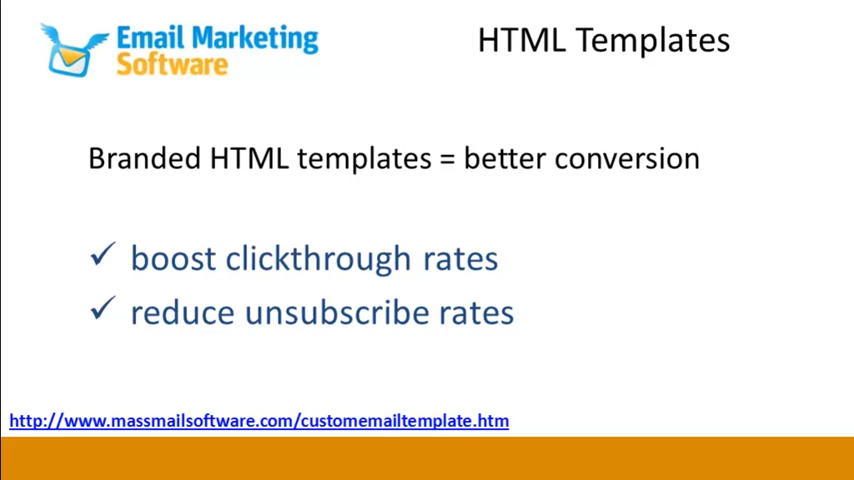 Email Marketing
Software
HTML Templates
Branded HTML templates = better conversion
✓ boost clickthrough rates
✓ reduce unsubscribe rates
http://www.massmailsoftware.com/customemailtemplate.htm